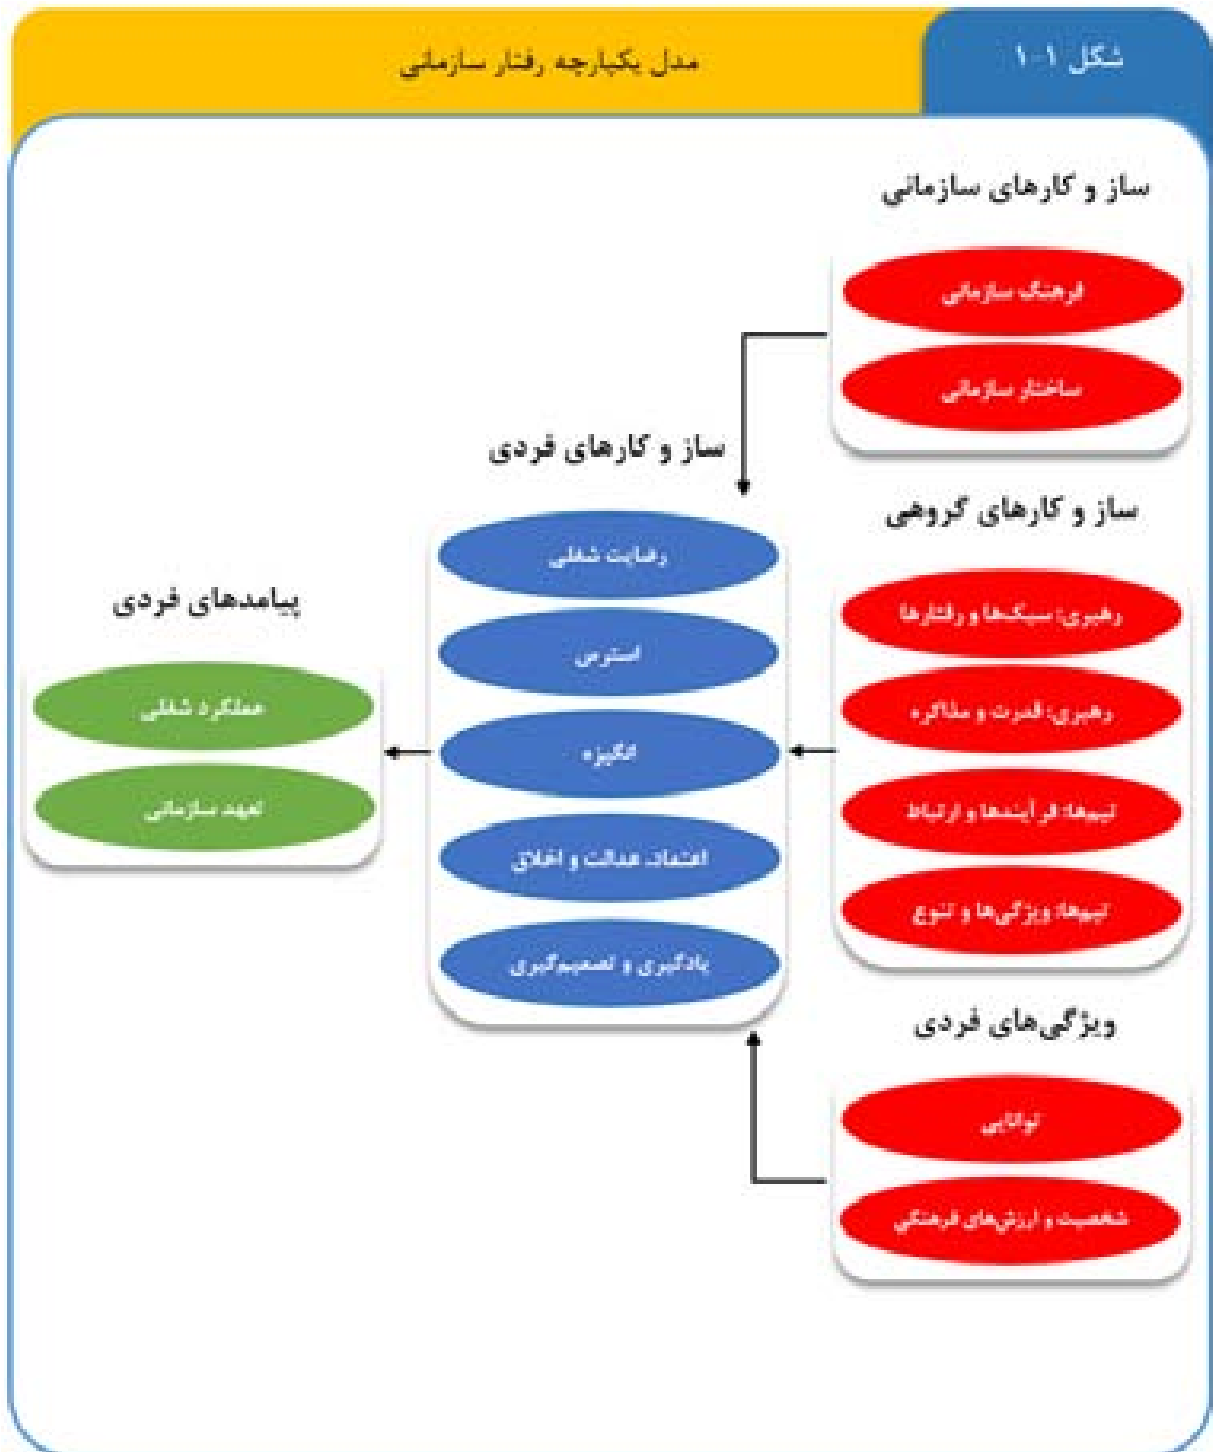 شکل ۱-۱
مدل یکپارچه رفتار سازمانی
ساز و کارهای سازمانی
فرهنگ سازمانی
ساختار سازمانی
ساز و کارهای گروهی
رهبری: سبک‌ها و رفتارها
رهبری: قدرت و مذاکره
تیم‌ها: فرآیندها و ارتباط
تیم‌ها: ویژگی‌ها و تنوع
ویژگی‌های فردی
توانایی
شخصیت و ارزش‌های فرهنگی
ساز و کارهای فردی
رضایت شغلی
استرس
انگیزه
اعتماد، عدالت و اخلاق
یادگیری و تصمیم‌گیری
پیامدهای فردی
عملکرد شغلی
تعهد سازمانی